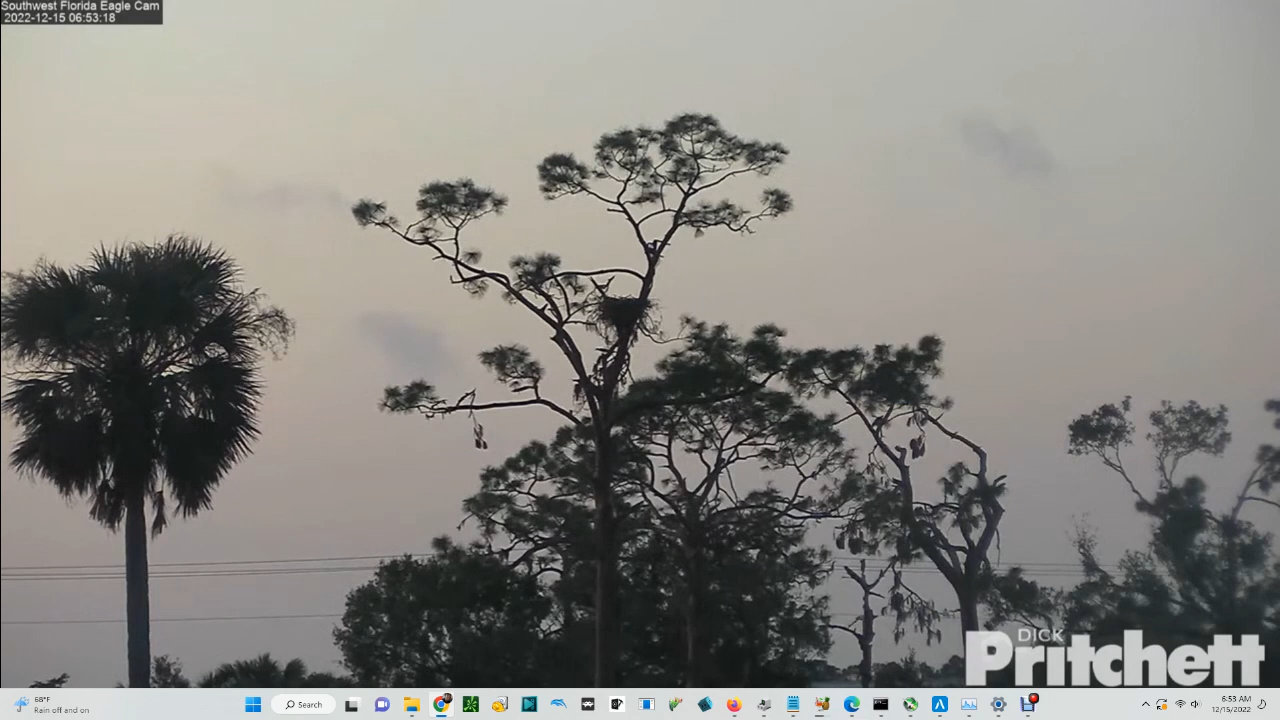 Southwest Florida Eagle Cam
2022-12-15 06:53:18
DICK
Pritchett
68°F
Rain off and on
Search
6:53 AM
12/15/2022